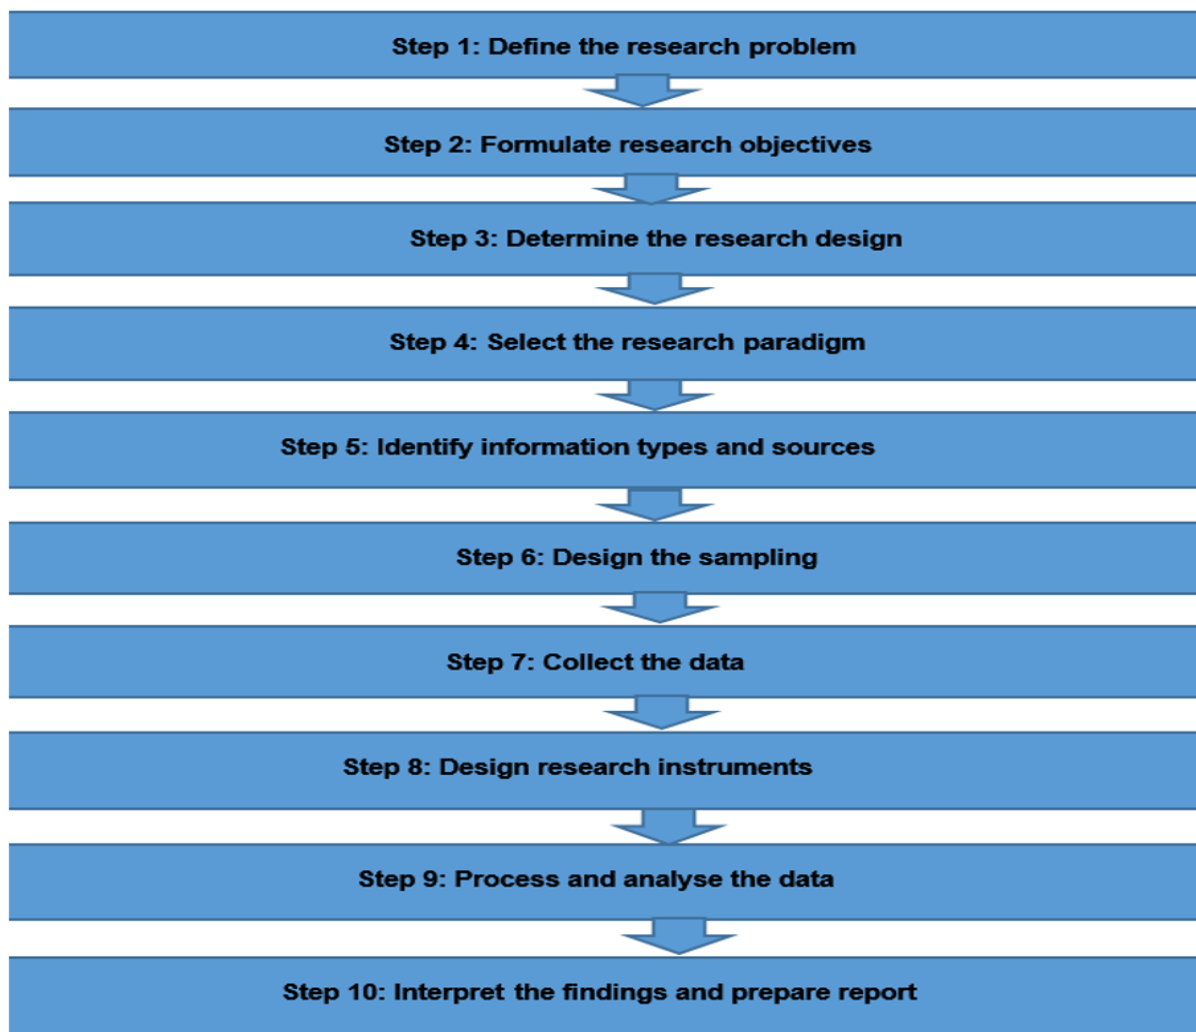 Step 1: Define the research problem
Step 2: Formulate research objectives
Step 3: Determine the research design
Step 4: Select the research paradigm
Step 5: Identify information types and sources
Step 6: Design the sampling
Step 7: Collect the data
Step 8: Design research instruments
Step 9: Process and analyse the data
Step 10: Interpret the findings and prepare report